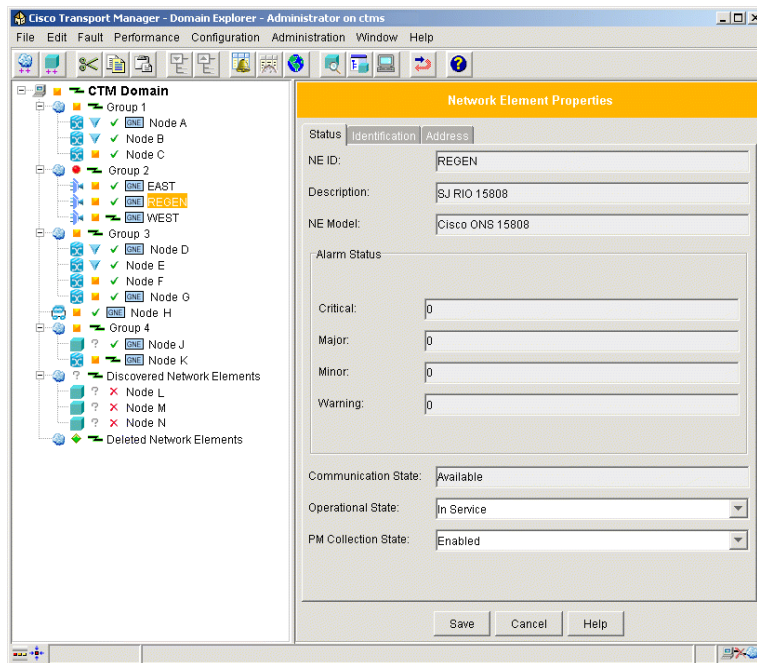 Cisco Transport Manager - Domain Explorer - Administrator on ctms
File Edit Fault Performance Configuration Administration Window Help
CTM Domain
Group 1
GNE Node A
Node B
Node C
Group 2
GNE EAST
GNE REGEN
GNE WEST
Group 3
GNE Node D
Node E
Node F
GNE Node G
GNE Node H
Group 4
? GNE Node J
GNE Node K
? Discovered Network Elements
? Node L
? Node M
? Node N
Deleted Network Elements
Network Element Properties
Status Identification Address
NE ID: REGEN
Description: SJ RIO 15808
NE Model: Cisco ONS 15808
Alarm Status
Critical: 0
Major: 0
Minor: 0
Warning: 0
Communication State: Available
Operational State: In Service
PM Collection State: Enabled
Save Cancel Help